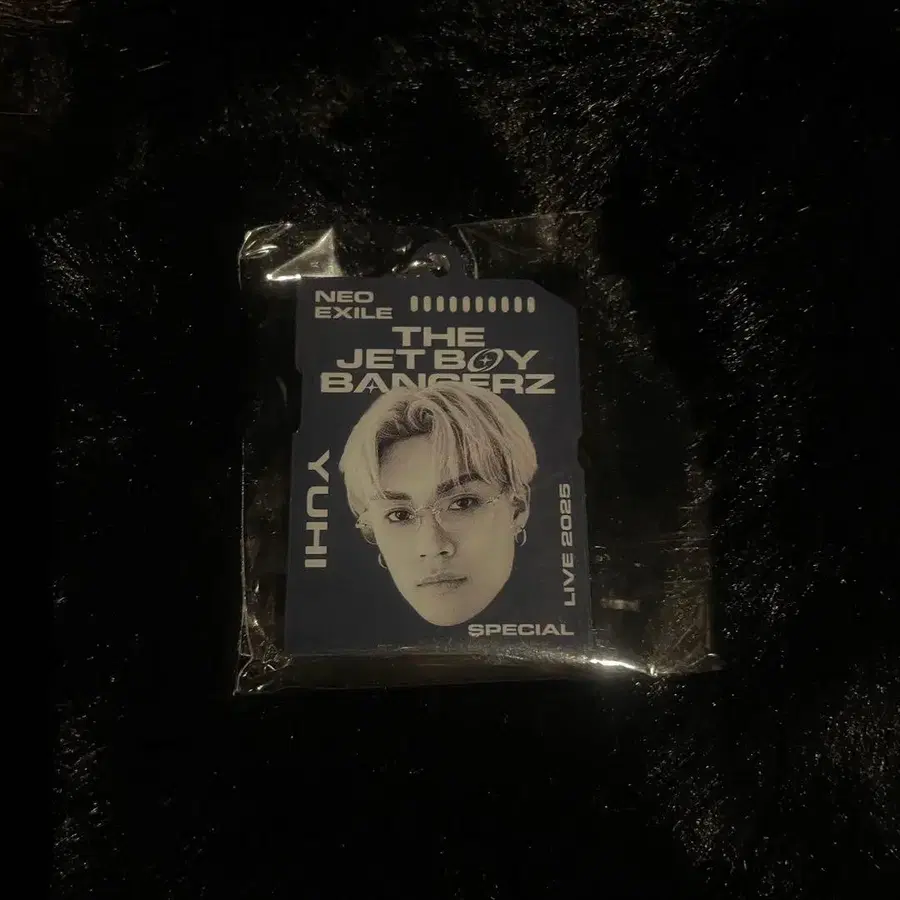 NEO
EXILE
THE
JET BOY
BANGERZ
YUHI
LIVE 2025
SPECIAL